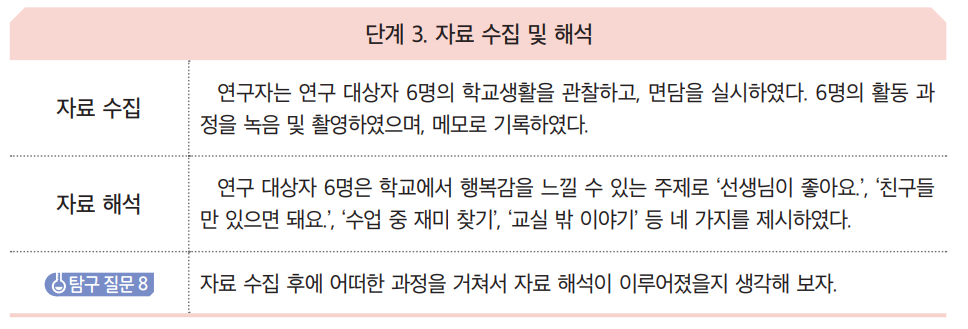 단계 3. 자료 수집 및 해석
자료 수집
연구자는 연구 대상자 6명의 학교생활을 관찰하고, 면담을 실시하였다. 6명의 활동 과
정을 녹음 및 촬영하였으며, 메모로 기록하였다.
자료 해석
연구 대상자 6명은 학교에서 행복감을 느낄 수 있는 주제로 ‘선생님이 좋아요.’, ‘친구들
만 있으면 돼요.’, ‘수업 중 재미 찾기’, ‘교실 밖 이야기’ 등 네 가지를 제시하였다.
탐구 질문 8
자료 수집 후에 어떠한 과정을 거쳐서 자료 해석이 이루어졌을지 생각해 보자.